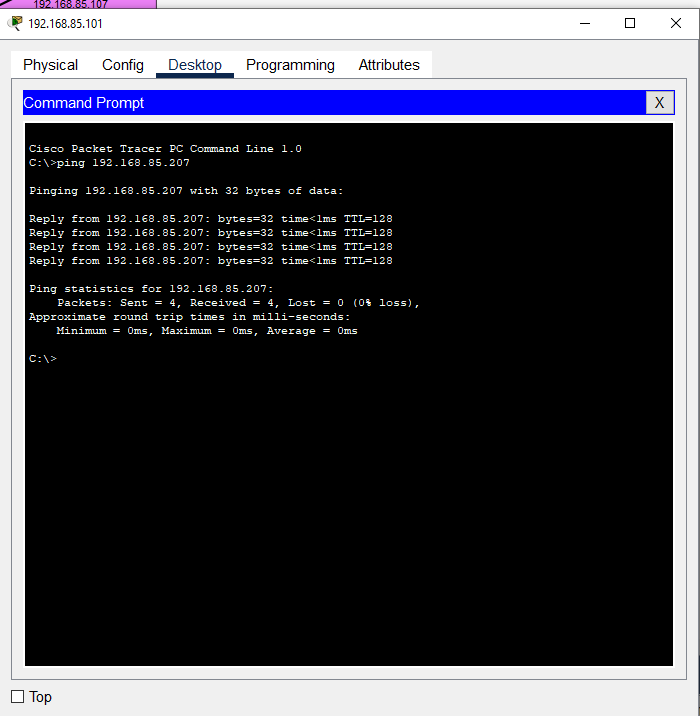 192.168.85.107
192.168.85.101
Physical Config Desktop Programming Attributes
Command Prompt X
Cisco Packet Tracer PC Command Line 1.0
C:\>ping 192.168.85.207
Pinging 192.168.85.207 with 32 bytes of data:
Reply from 192.168.85.207: bytes=32 time<1ms TTL=128
Reply from 192.168.85.207: bytes=32 time<1ms TTL=128
Reply from 192.168.85.207: bytes=32 time<1ms TTL=128
Reply from 192.168.85.207: bytes=32 time<1ms TTL=128
Ping statistics for 192.168.85.207:
Packets: Sent = 4, Received = 4, Lost = 0 (0% loss),
Approximate round trip times in milli-seconds:
Minimum = 0ms, Maximum = 0ms, Average = 0ms
C:\>
Top